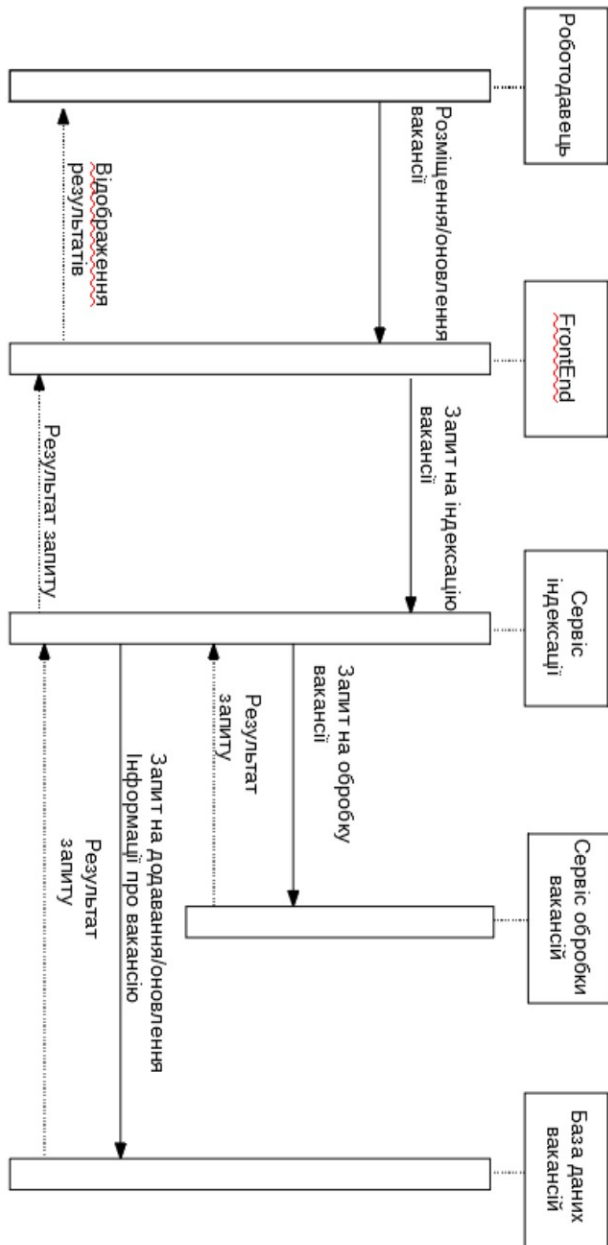 Роботодавець
FrontEnd
Сервіс
індексації
Сервіс обробки
вакансій
База даних
вакансій
Розміщення/оновлення
вакансії
Запит на індексацію
вакансії
Запит на обробку
вакансії
Результат
запиту
Запит на додавання/оновлення
Інформації про вакансію
Результат
запиту
Результат запиту
Відображення
результатів